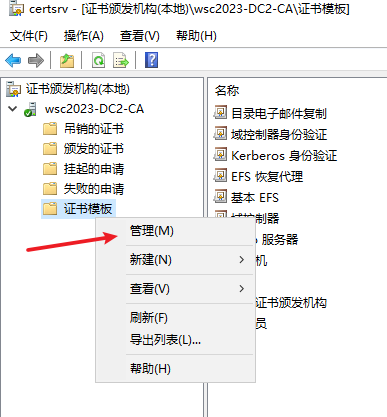 certsrv - [证书颁发机构(本地)\wsc2023-DC2-CA\证书模板]
文件(F) 操作(A) 查看(V) 帮助(H)
证书颁发机构(本地)
wsc2023-DC2-CA
吊销的证书
颁发的证书
挂起的申请
失败的申请
证书模板
名称
目录电子邮件复制
域控制器身份验证
Kerberos 身份验证
EFS 恢复代理
基本 EFS
域控制器
服务器
机
证书颁发机构
员
管理(M)
新建(N)
查看(V)
刷新(F)
导出列表(L)...
帮助(H)